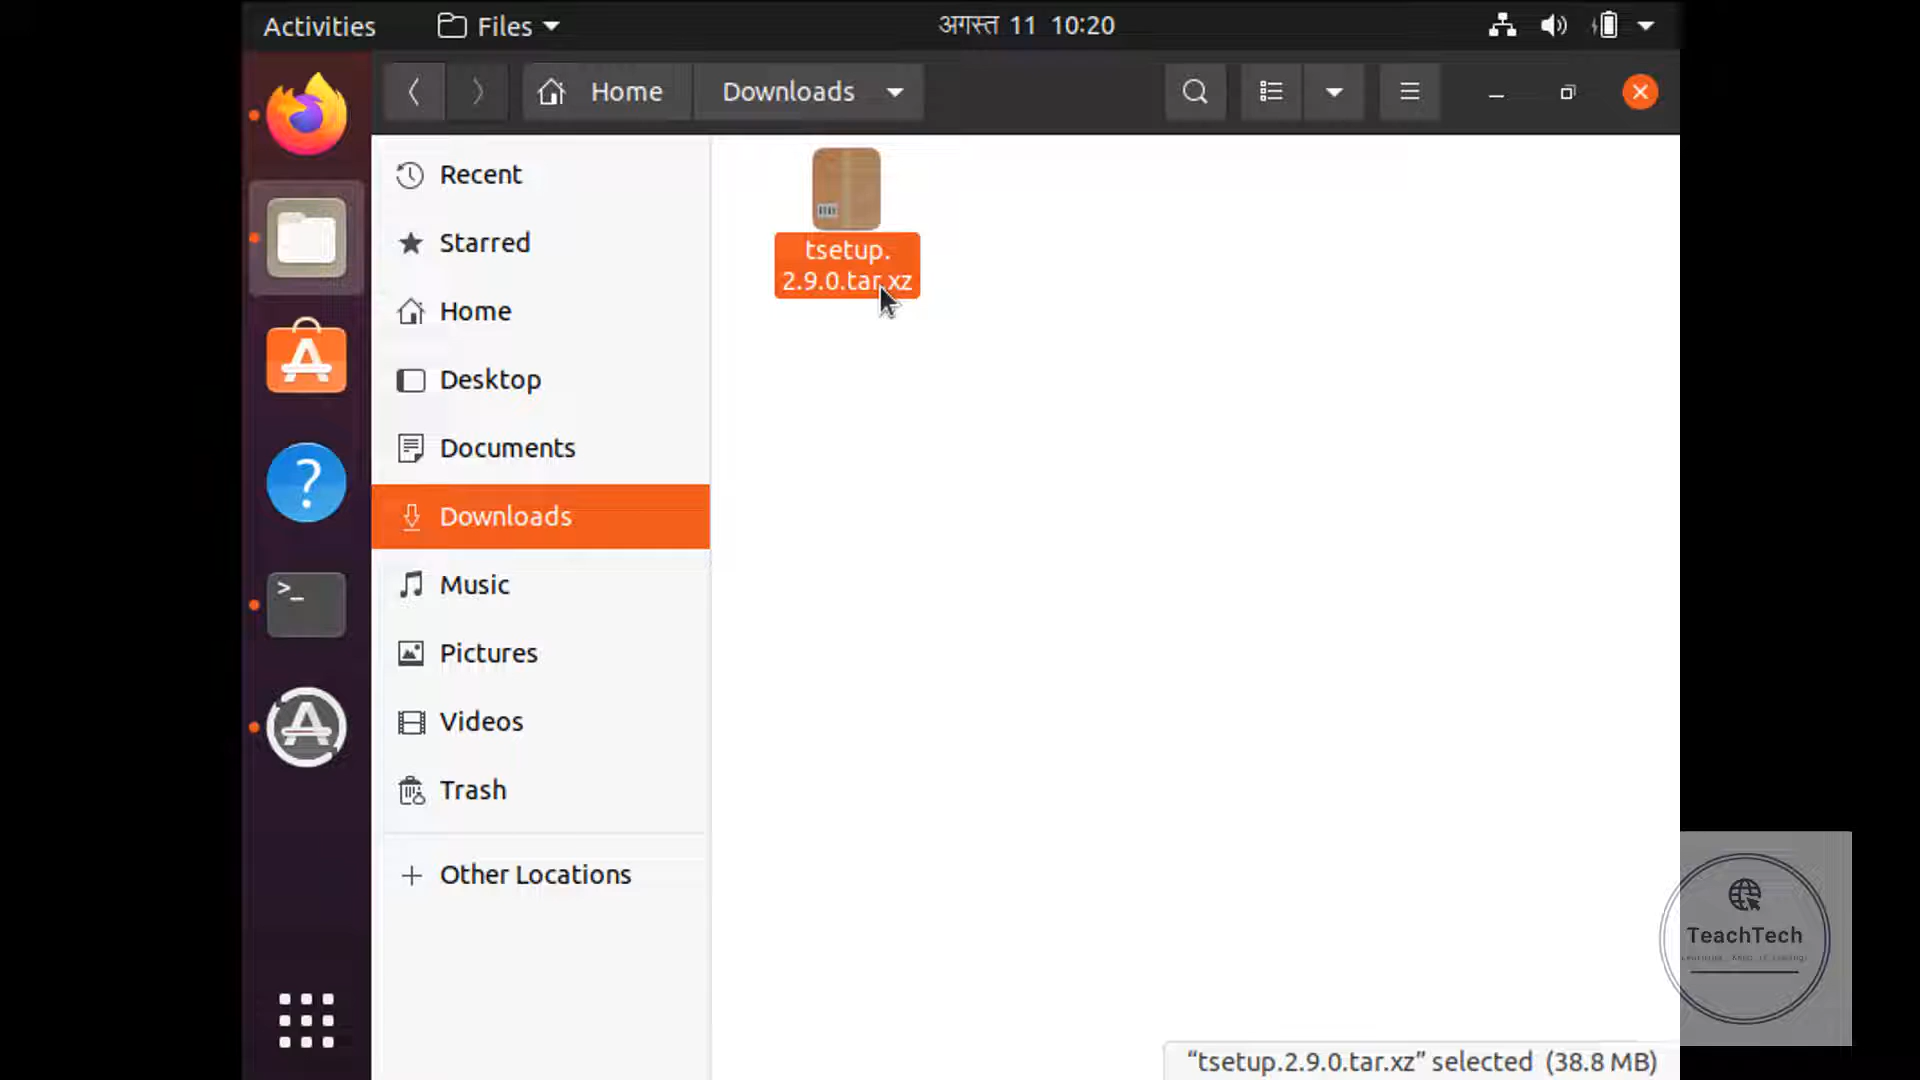 Activities
Files
अगस्त 11 10:20
Home
Downloads
Recent
Starred
Home
Desktop
Documents
Downloads
Music
Pictures
Videos
Trash
Other Locations
tsetup.
2.9.0.tar.xz
>_
?
TeachTech
“tsetup.2.9.0.tar.xz” selected (38.8 MB)